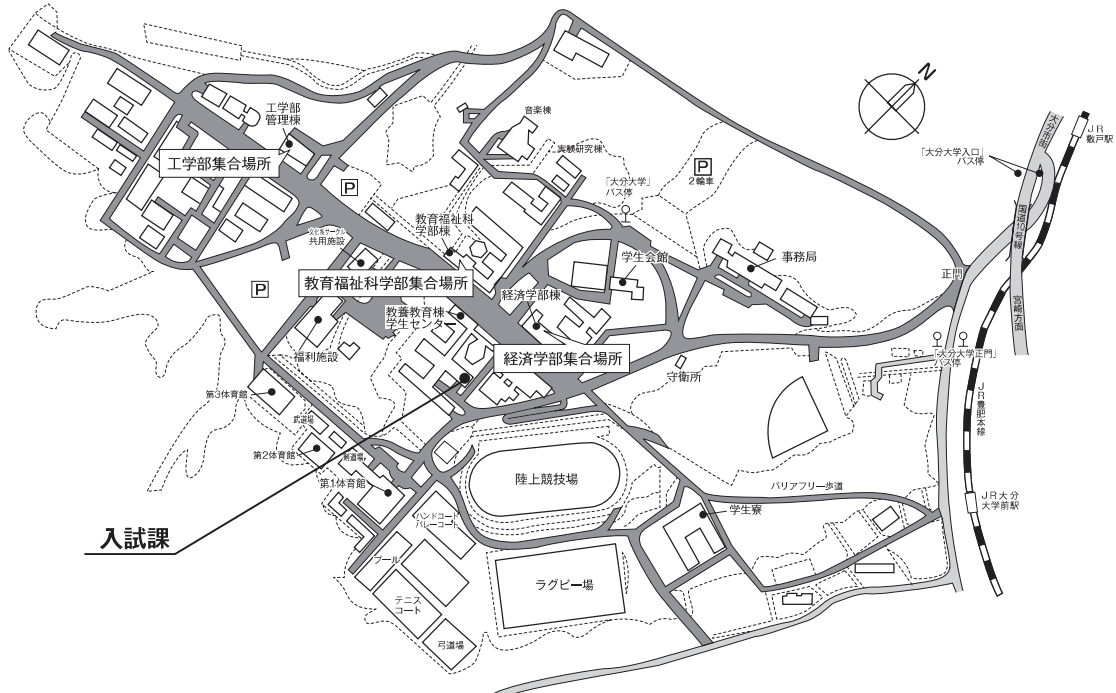 N
JR
敷戸駅
大分市街
「大分大学入口」
バス停
国道10号線
宮崎方面
正門
「大分大学正門」
バス停
JR豊肥本線
JR大分
大学前駅
工学部
管理棟
工学部集合場所
P
音楽棟
実験研究棟
「大分大学」
バス停
P
2輪車
文化系サークル
共用施設
教育福祉科
学部棟
教育福祉科学部集合場所
学生会館
事務局
P
教養教育棟
学生センター
経済学部棟
経済学部集合場所
福利施設
守衛所
第3体育館
武道場
第2体育館
剣道場
第1体育館
陸上競技場
バリアフリー歩道
学生寮
ハンドコート
バレーコート
入試課
プール
ラグビー場
テニス
コート
弓道場